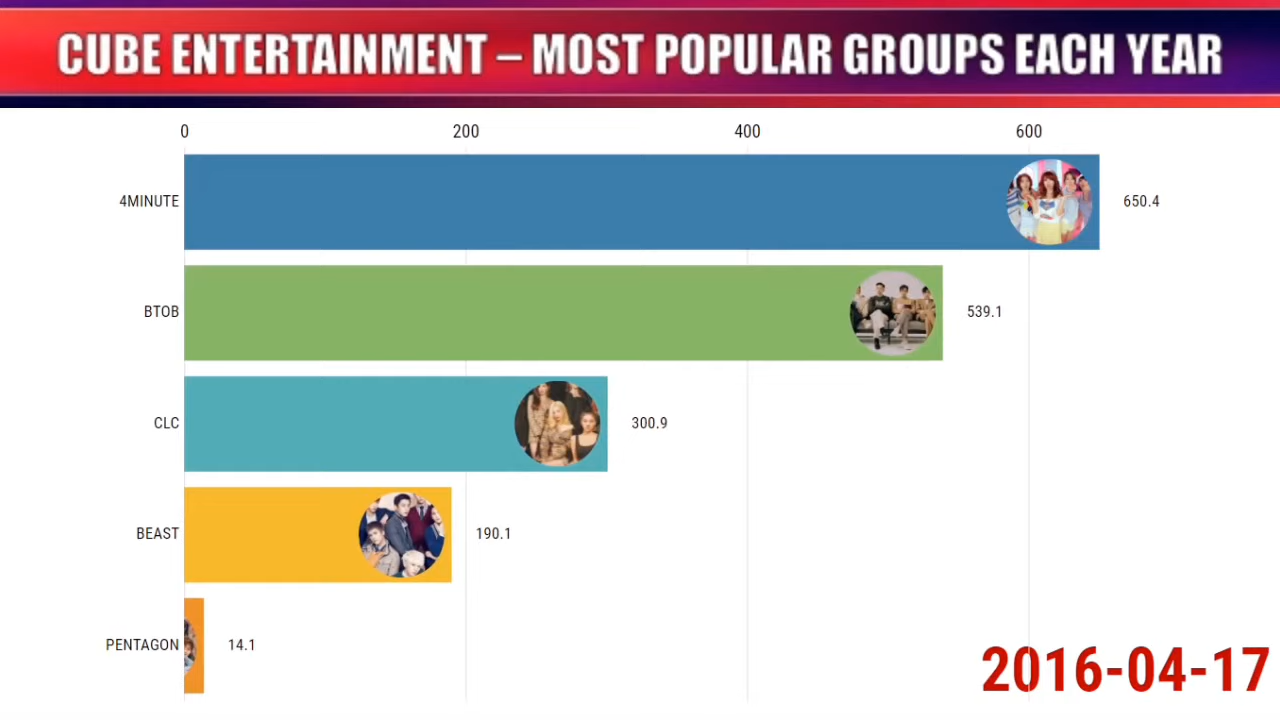 CUBE ENTERTAINMENT – MOST POPULAR GROUPS EACH YEAR
0 200 400 600
4MINUTE 650.4
BTOB 539.1
CLC 300.9
BEAST 190.1
PENTAGON 14.1
2016-04-17